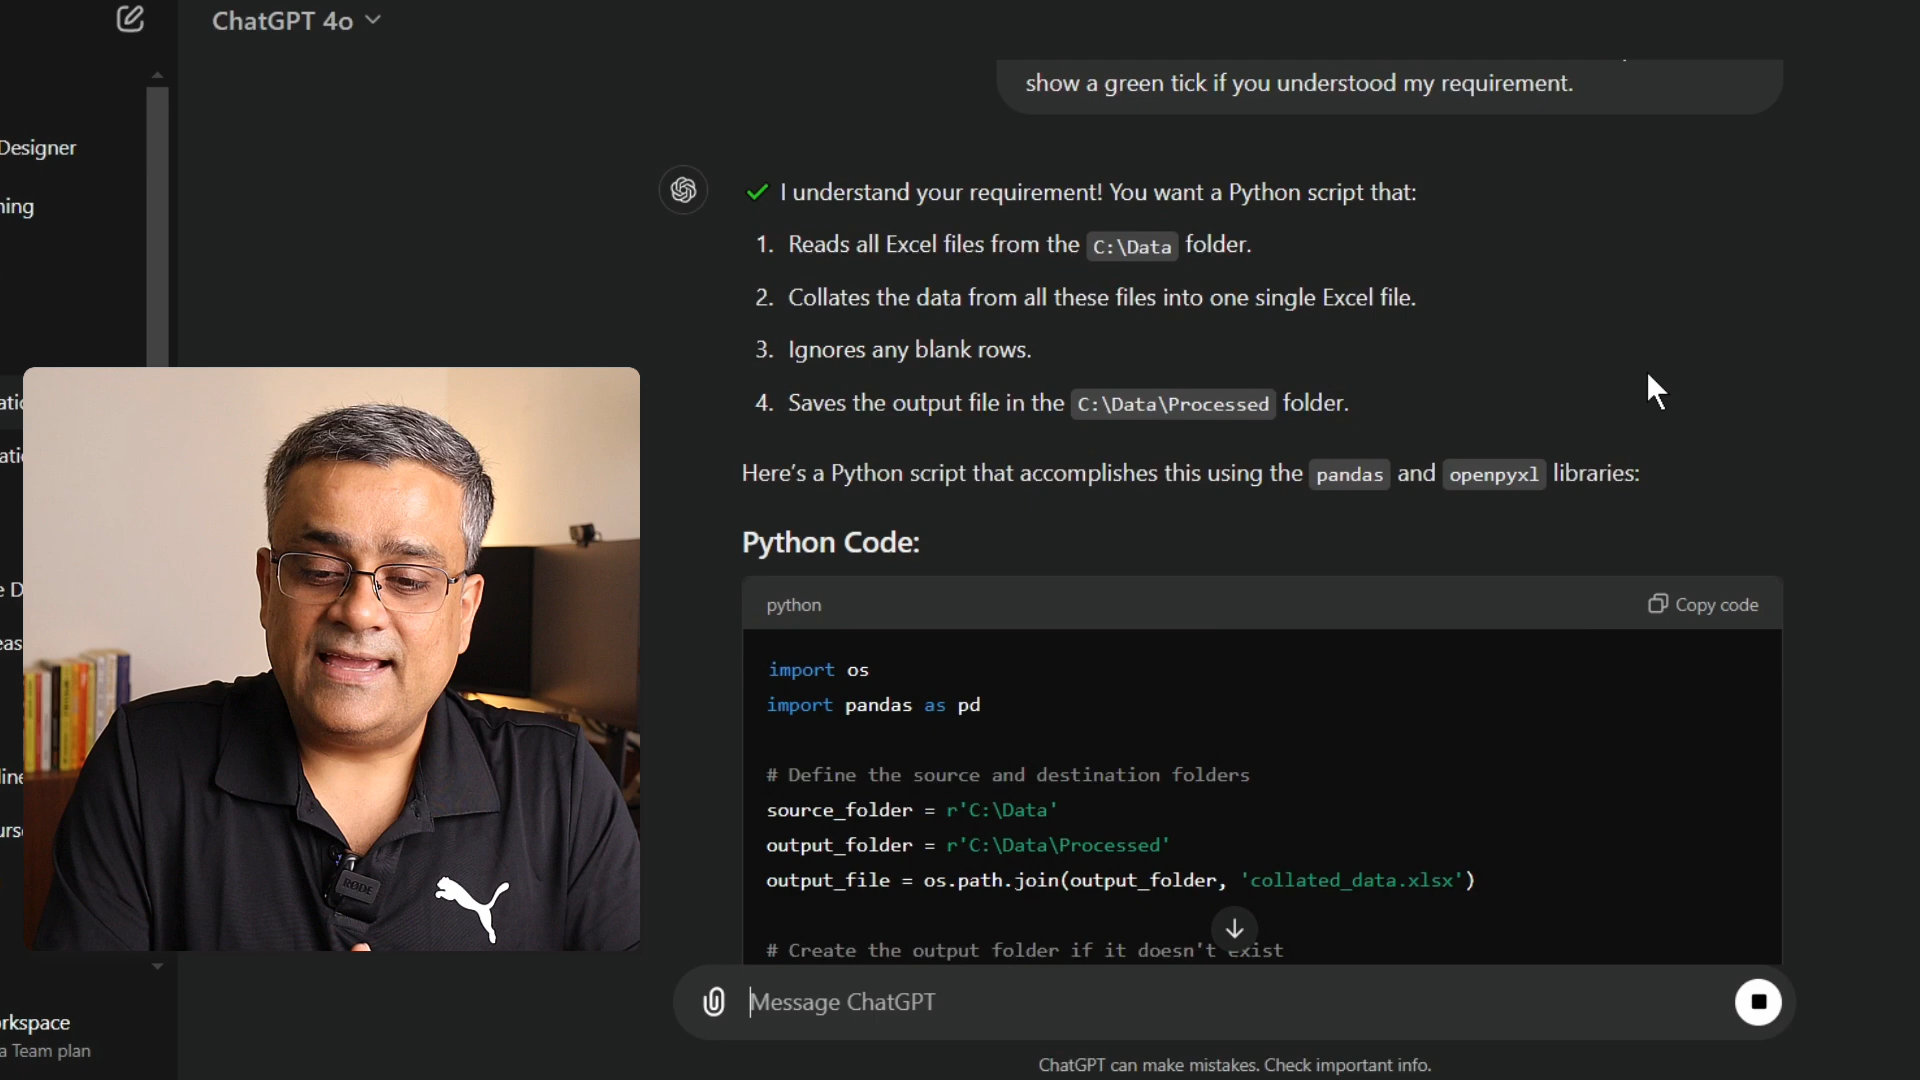 ChatGPT 4o
show a green tick if you understood my requirement.
Designer
I understand your requirement! You want a Python script that:
1. Reads all Excel files from the C:\Data folder.
2. Collates the data from all these files into one single Excel file.
3. Ignores any blank rows.
4. Saves the output file in the C:\Data\Processed folder.
Here's a Python script that accomplishes this using the pandas and openpyxl libraries:
Python Code:
python
Copy code
import os
import pandas as pd
# Define the source and destination folders
source_folder = r'C:\Data'
output_folder = r'C:\Data\Processed'
output_file = os.path.join(output_folder, 'collated_data.xlsx')
# Create the output folder if it doesn't exist
RØDE
Message ChatGPT
rkspace
a Team plan
ChatGPT can make mistakes. Check important info.